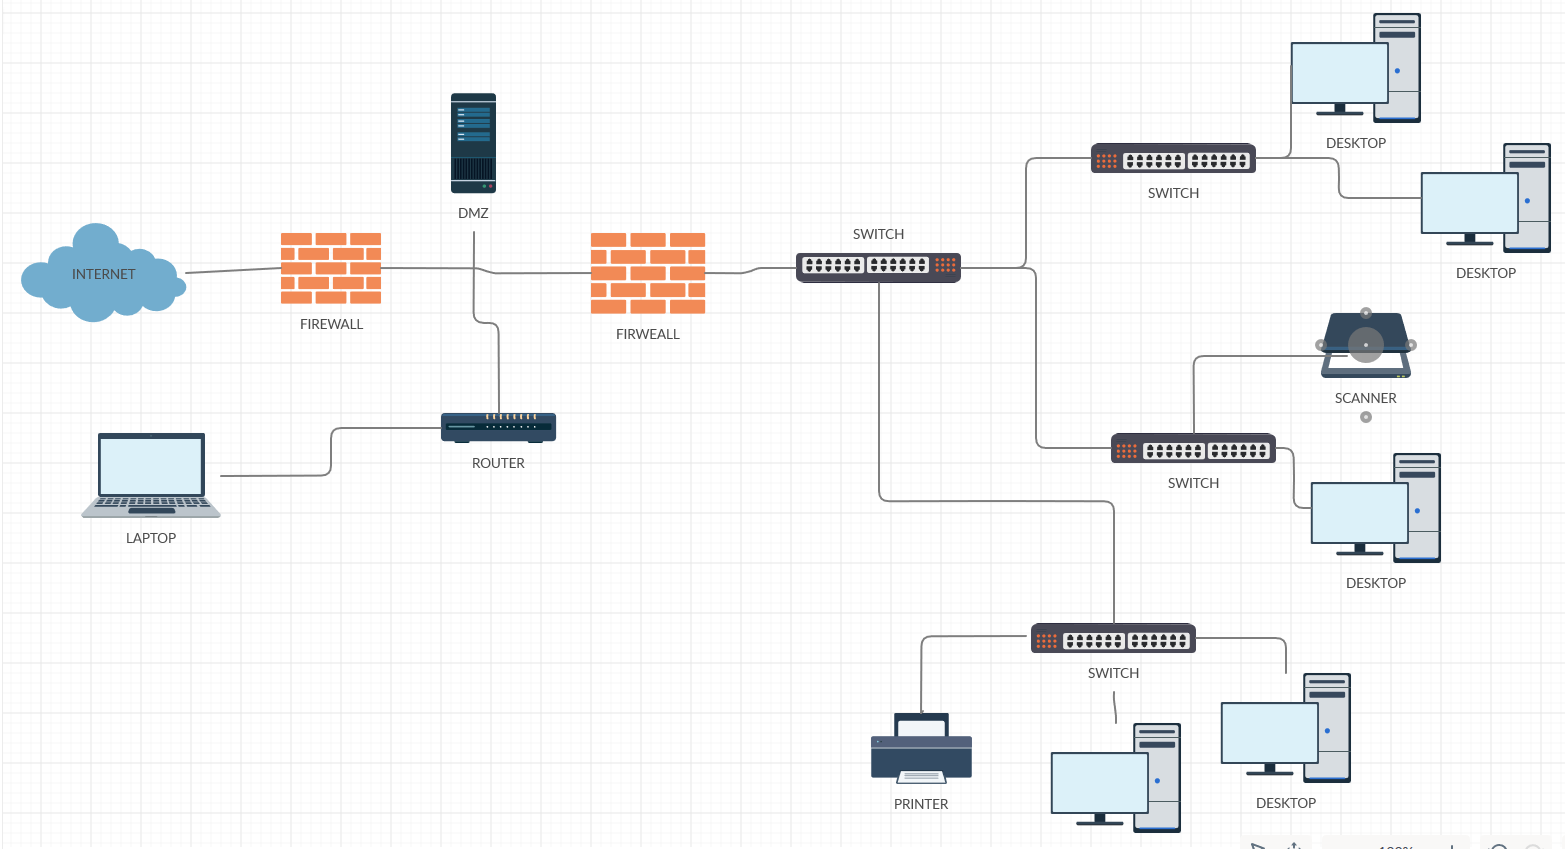 DESKTOP
DMZ
SWITCH
SWITCH
INTERNET
DESKTOP
FIREWALL
FIRWEALL
SCANNER
ROUTER
SWITCH
LAPTOP
DESKTOP
SWITCH
PRINTER
DESKTOP